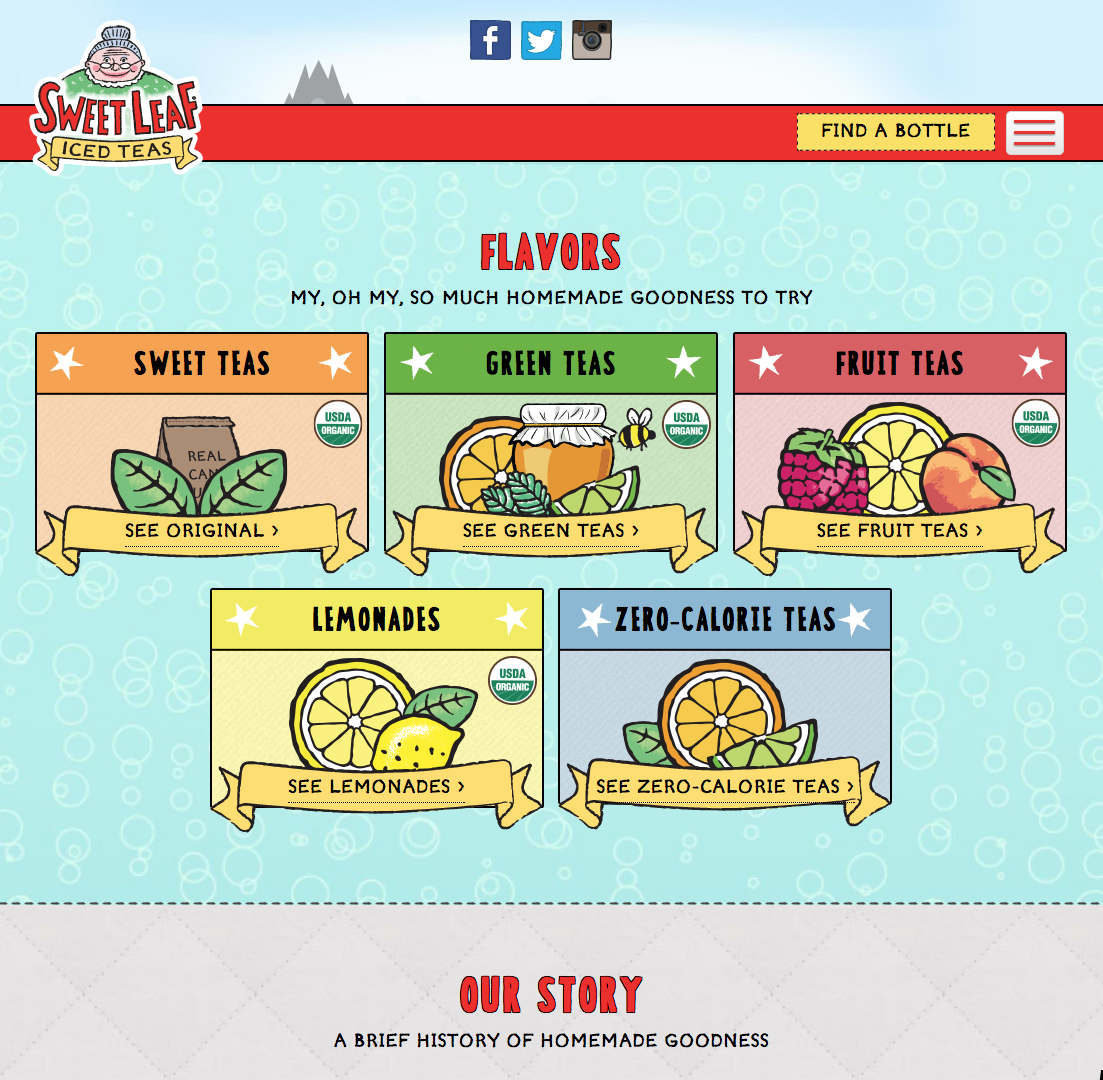 SWEET LEAF
ICED TEAS
FIND A BOTTLE
FLAVORS
MY, OH MY, SO MUCH HOMEMADE GOODNESS TO TRY
SWEET TEAS
USDA
ORGANIC
REAL
CAN
SEE ORIGINAL ›
GREEN TEAS
USDA
ORGANIC
SEE GREEN TEAS ›
FRUIT TEAS
USDA
ORGANIC
SEE FRUIT TEAS ›
LEMONADES
USDA
ORGANIC
SEE LEMONADES ›
ZERO-CALORIE TEAS
SEE ZERO-CALORIE TEAS ›
OUR STORY
A BRIEF HISTORY OF HOMEMADE GOODNESS